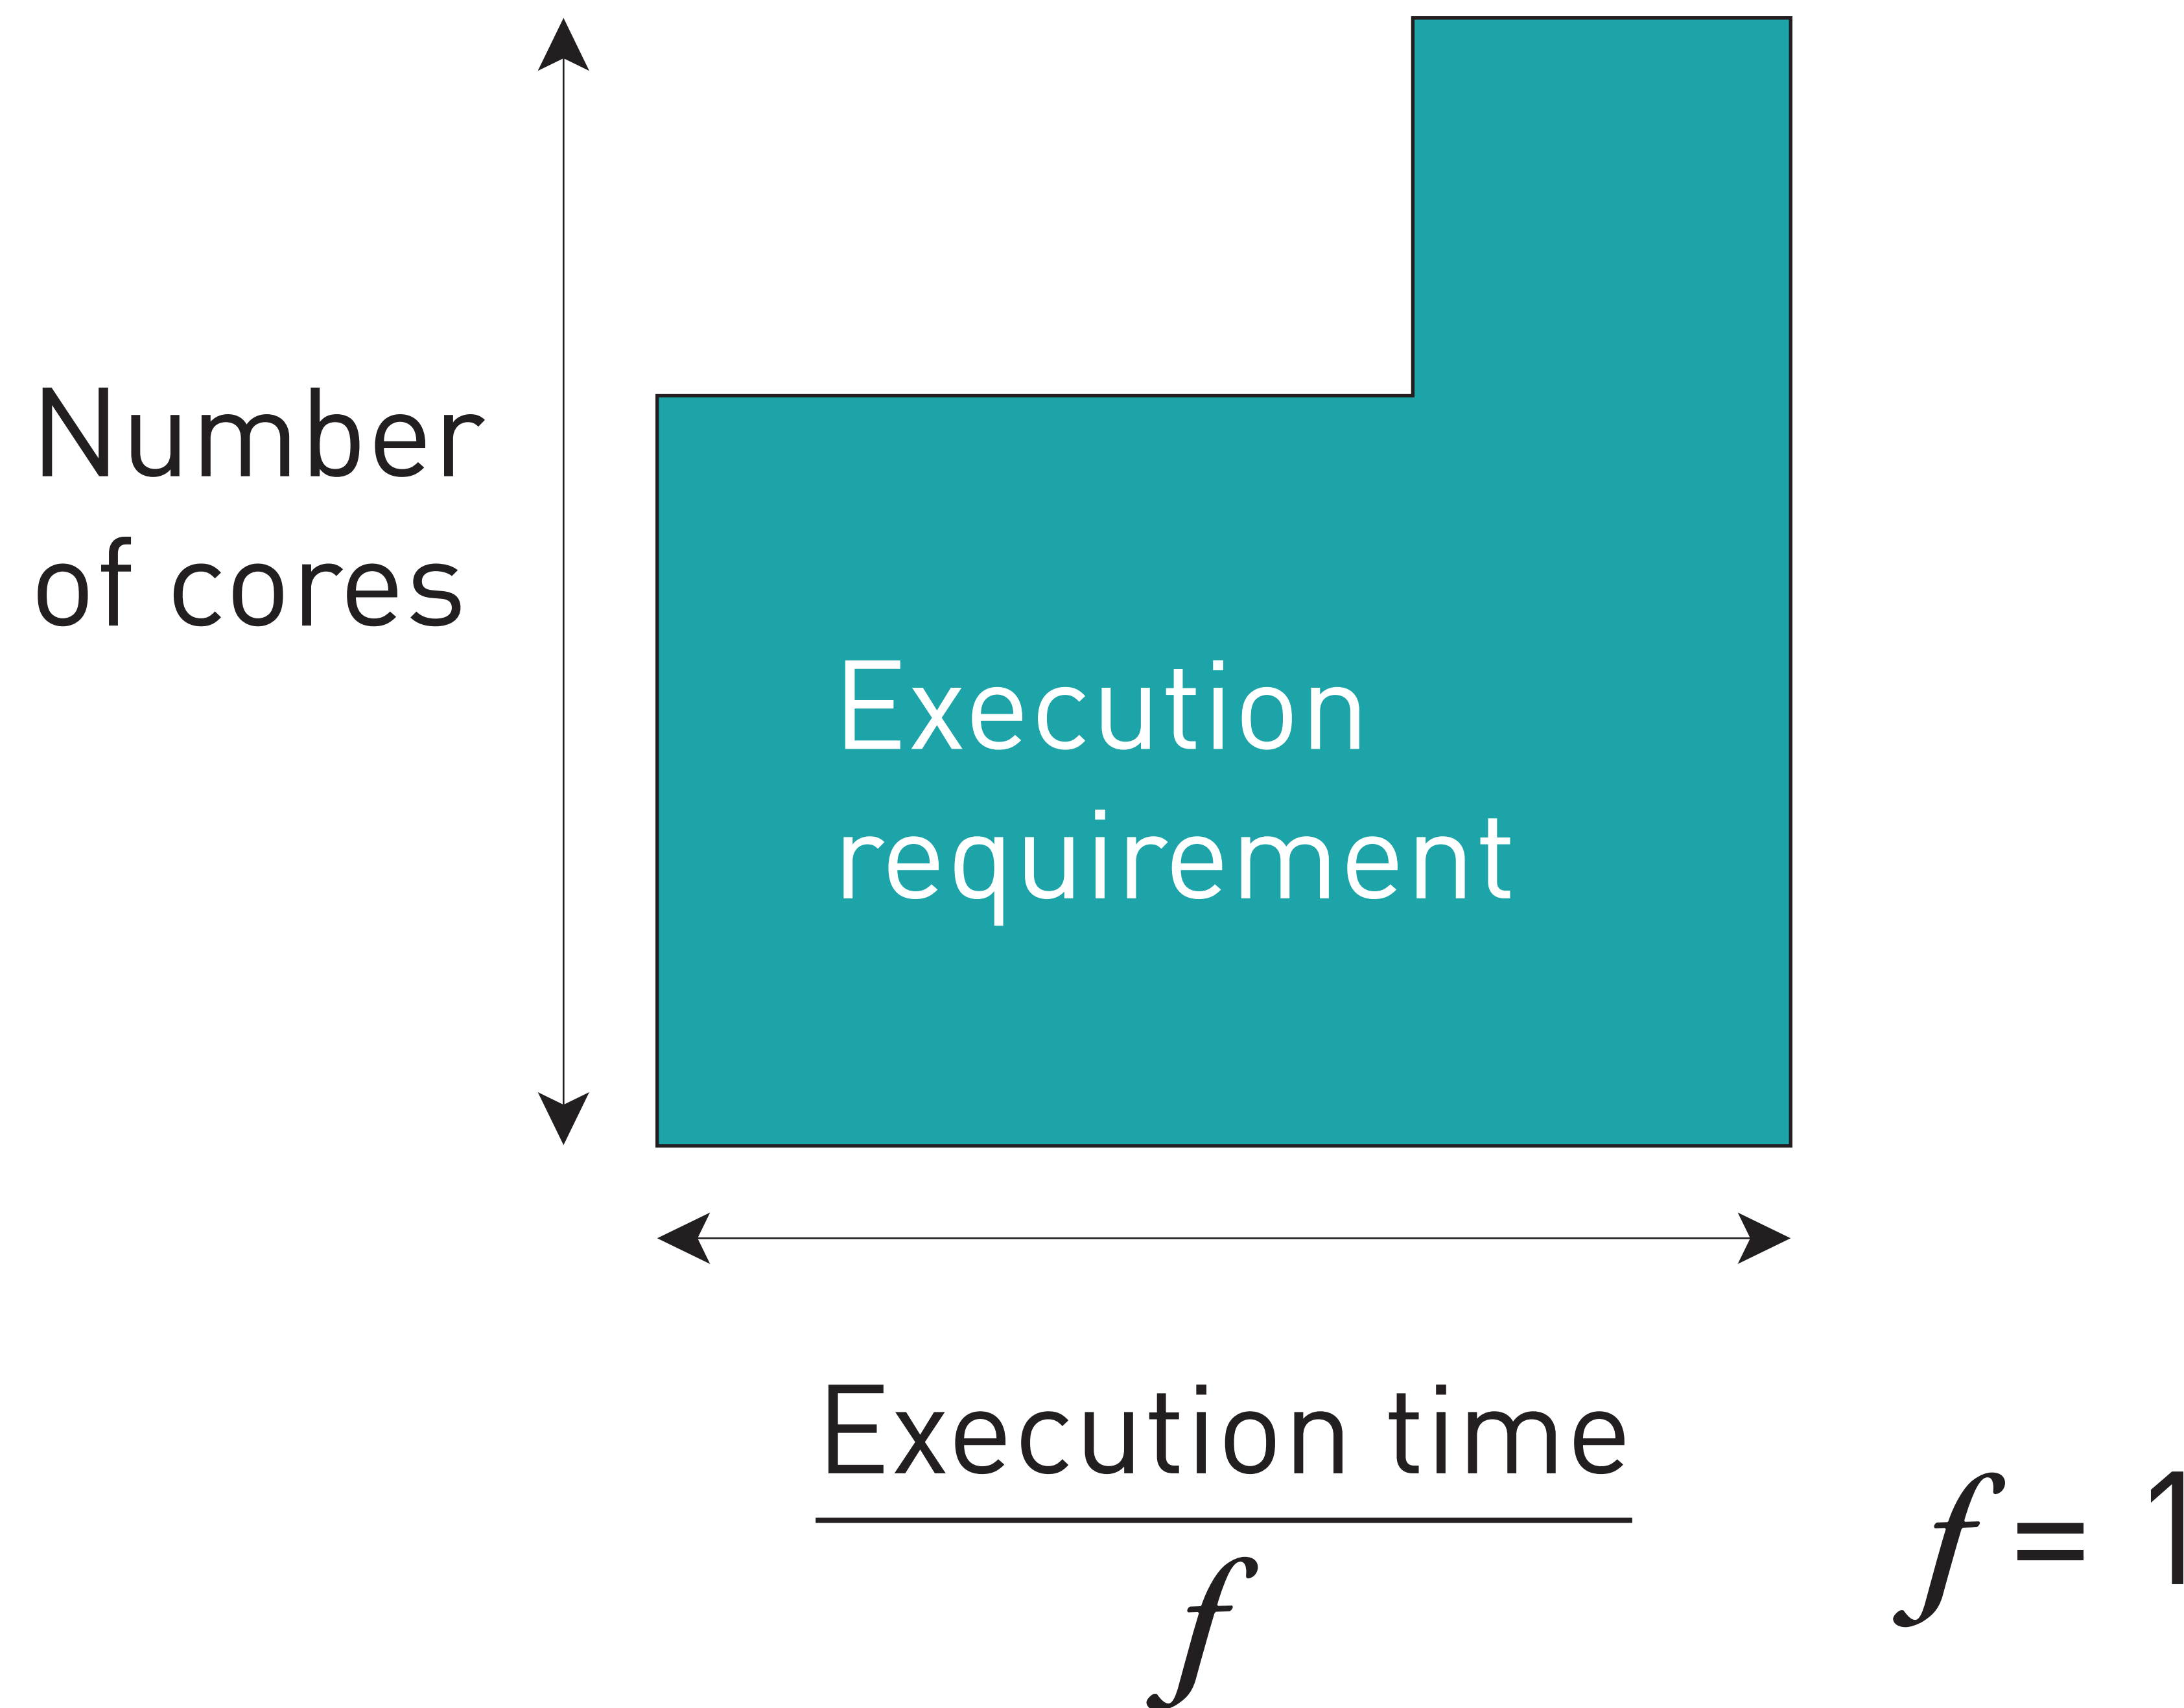 Number
of cores
Execution
requirement
Execution time
f
f = 1